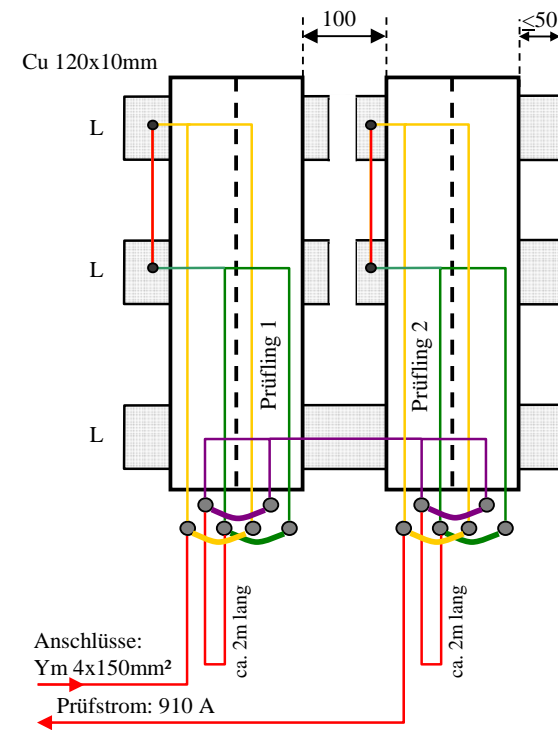 100
≤50
Cu 120x10mm
L
L
Prüfling 1
Prüfling 2
L
ca. 2m lang
ca. 2m lang
Anschlüsse:
Ym 4x150mm²
Prüfstrom: 910 A